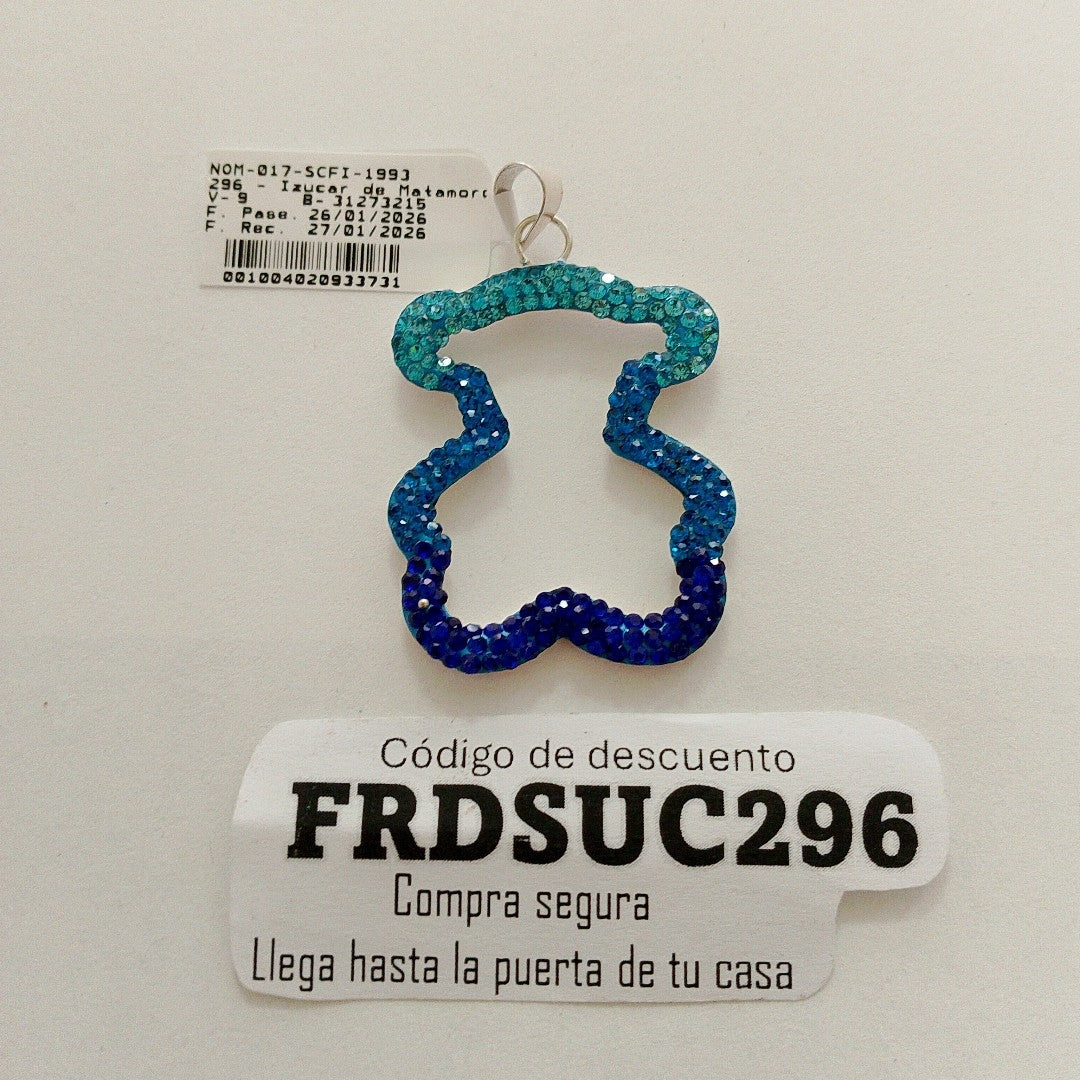 NOM-017-SCFI-1993
296 - Izucar de Matamoro
V- 9 B- 31273215
F. Pase. 26/01/2026
F. Rec. 27/01/2026
001004020933731
Código de descuento
FRDSUC296
Compra segura
Llega hasta la puerta de tu casa